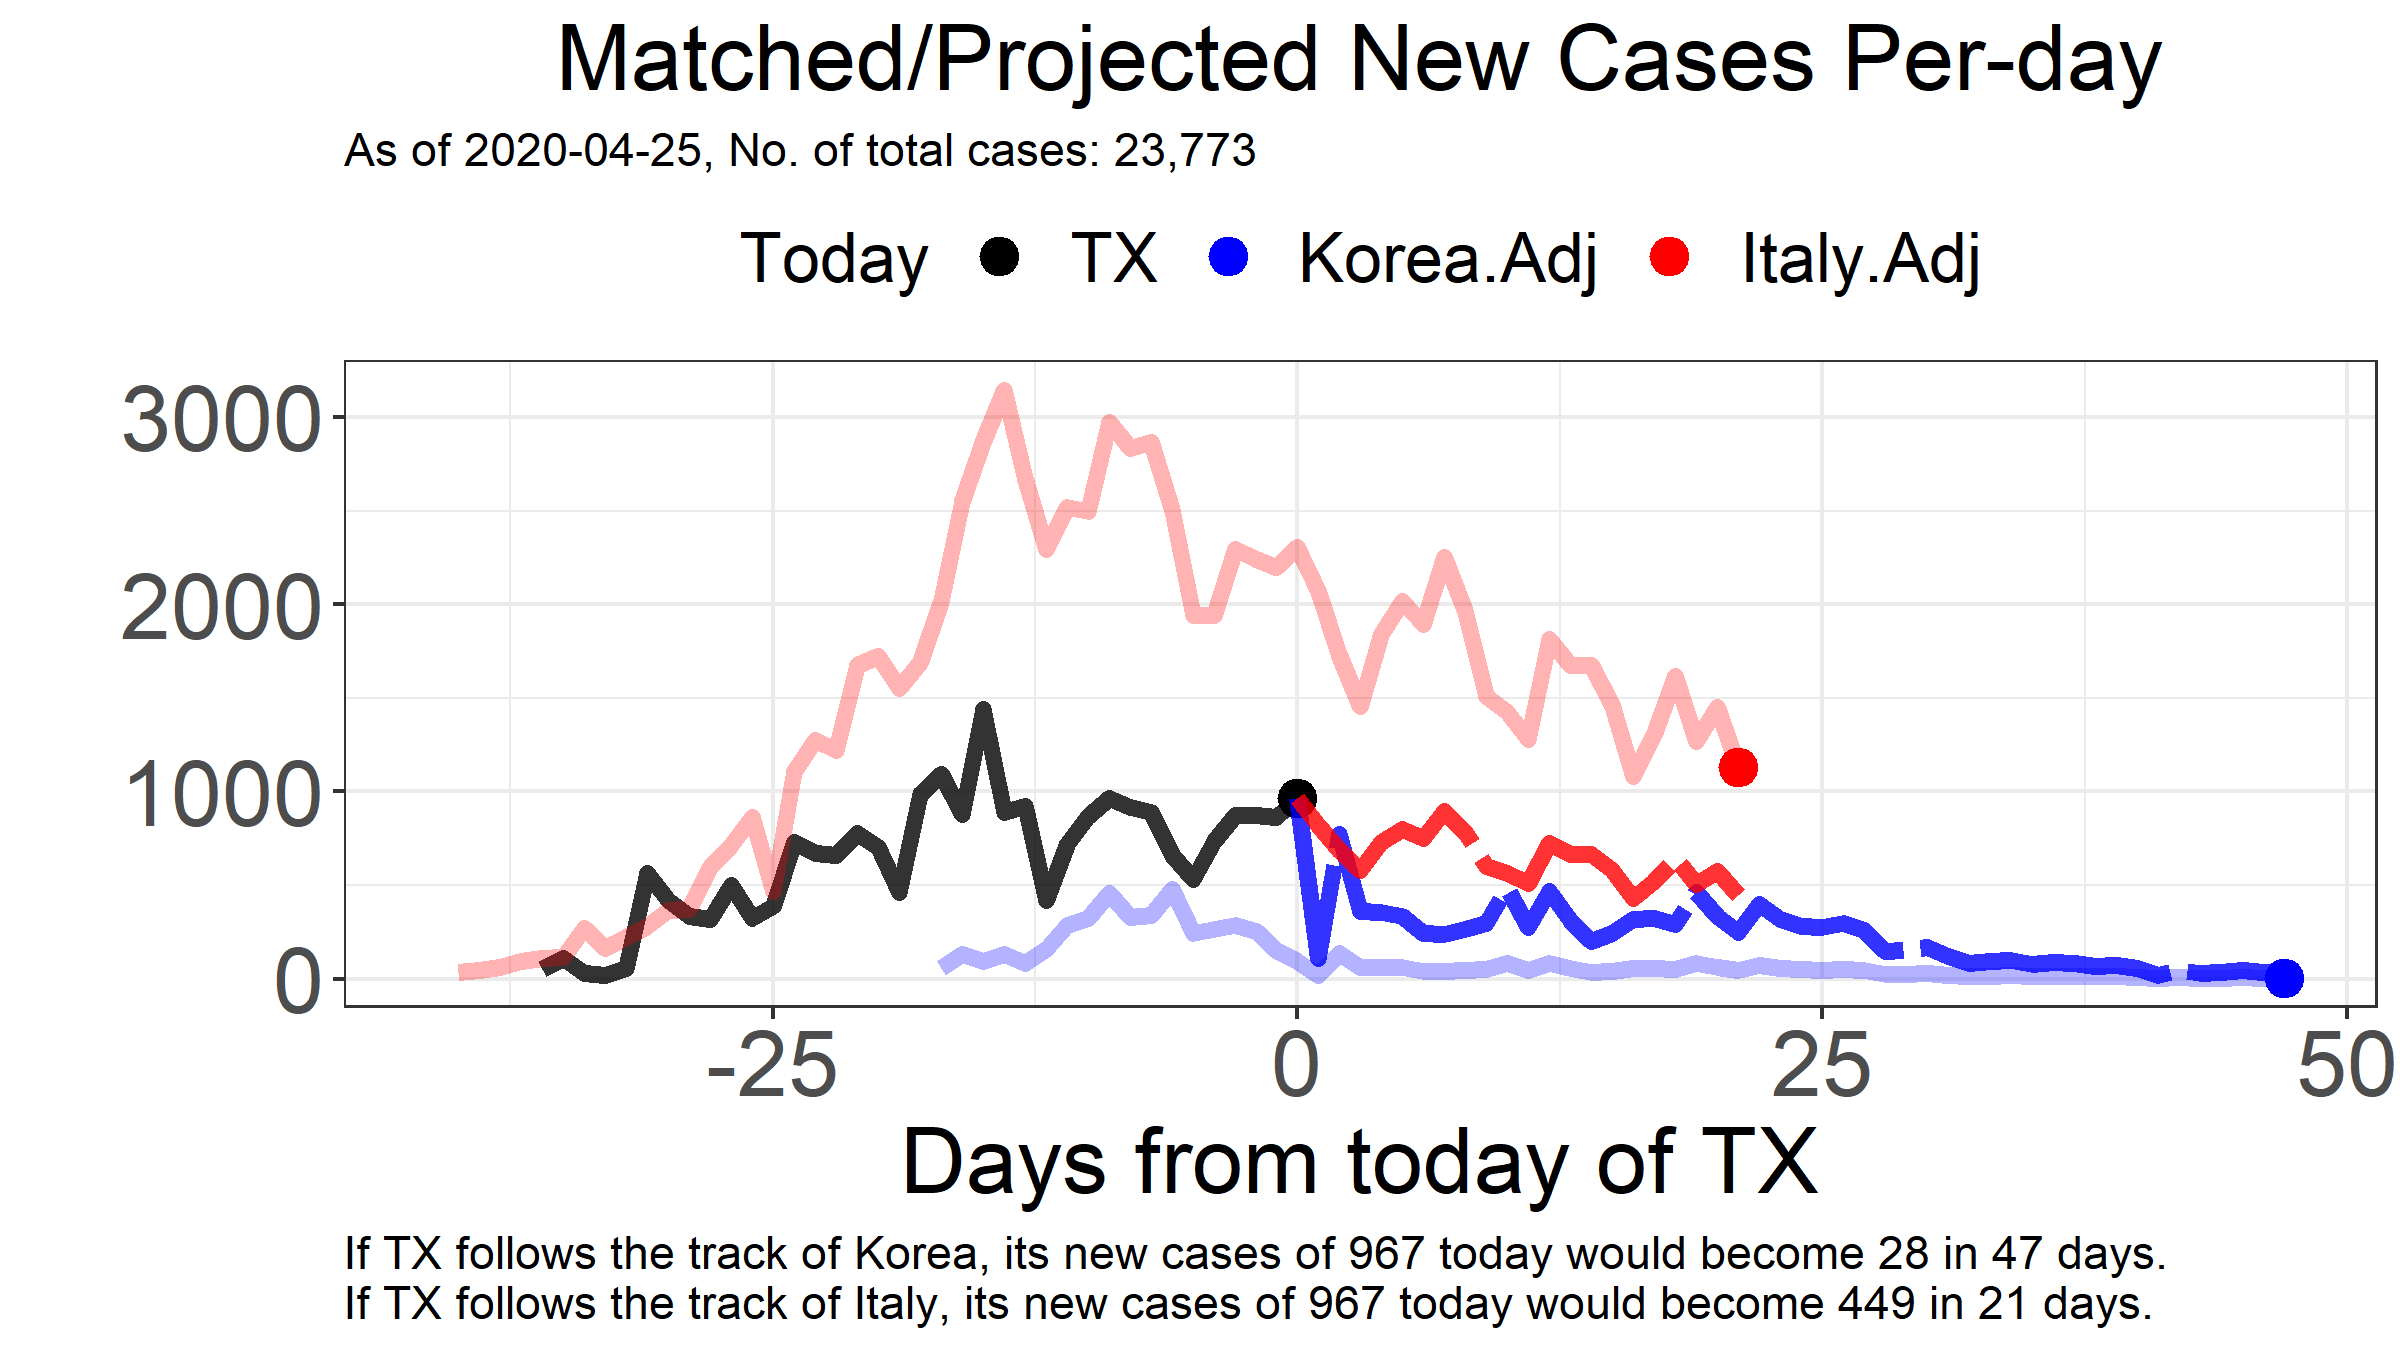 Matched/Projected New Cases Per-day
As of 2020-04-25, No. of total cases: 23,773
Today TX Korea.Adj Italy.Adj
3000
2000
1000
0
-25 0 25 50
Days from today of TX
If TX follows the track of Korea, its new cases of 967 today would become 28 in 47 days.
If TX follows the track of Italy, its new cases of 967 today would become 449 in 21 days.